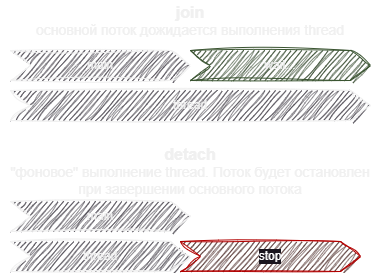 join
основной поток дожидается выполнения thread
main
wait
thread
detach
"фоновое" выполнение thread. Поток будет остановлен
при завершении основного потока
main
thread
stop